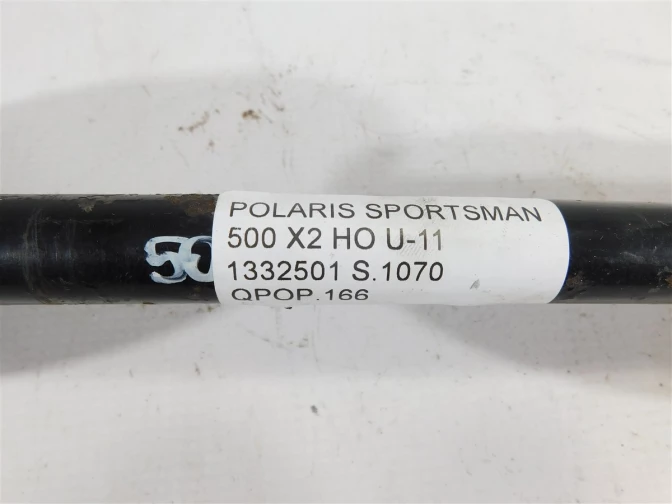 POLARIS SPORTSMAN
500 X2 HO U-11
50
1332501 S.1070
QPOP.166